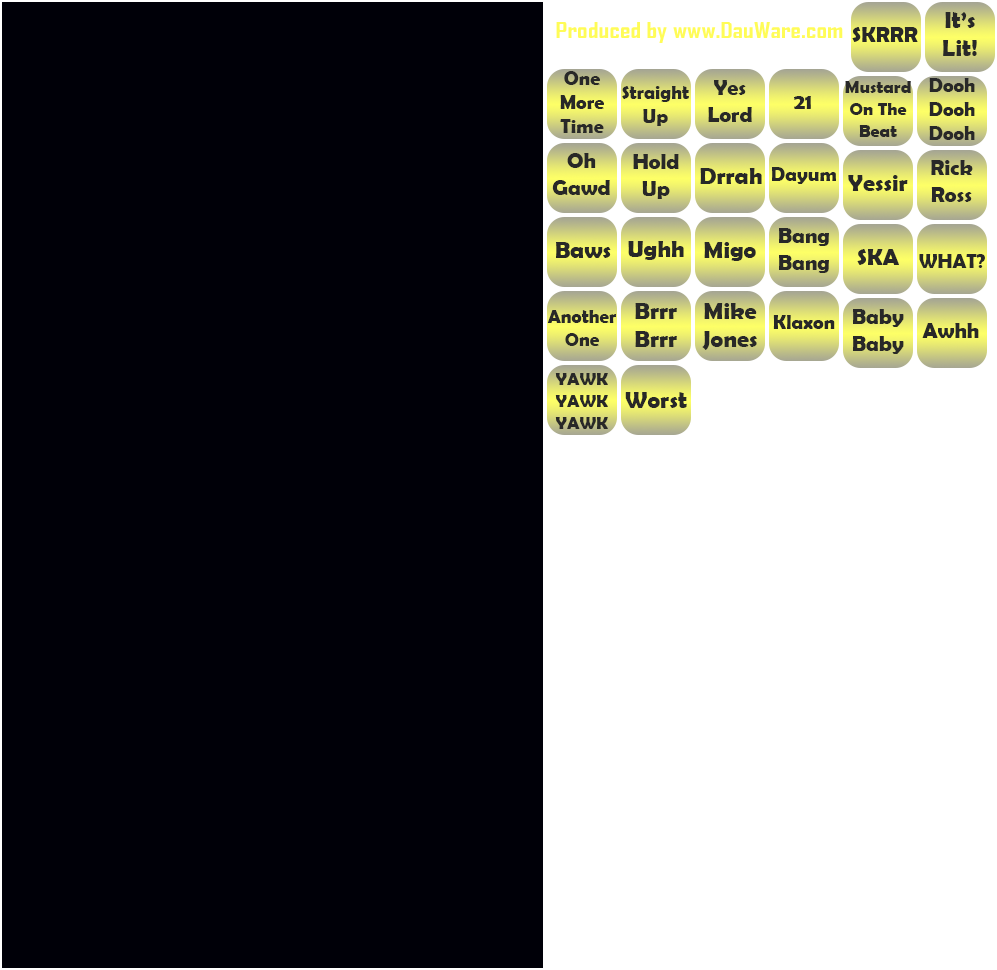 Produced by www.DauWare.com
SKRRR
It's
Lit!
One
More
Time
Straight
Up
Yes
Lord
21
Mustard
On The
Beat
Dooh
Dooh
Dooh
Oh
Gawd
Hold
Up
Drrah
Dayum
Yessir
Rick
Ross
Baws
Ughh
Migo
Bang
Bang
SKA
WHAT?
Another
One
Brrr
Brrr
Mike
Jones
Klaxon
Baby
Baby
Awhh
YAWK
YAWK
YAWK
Worst